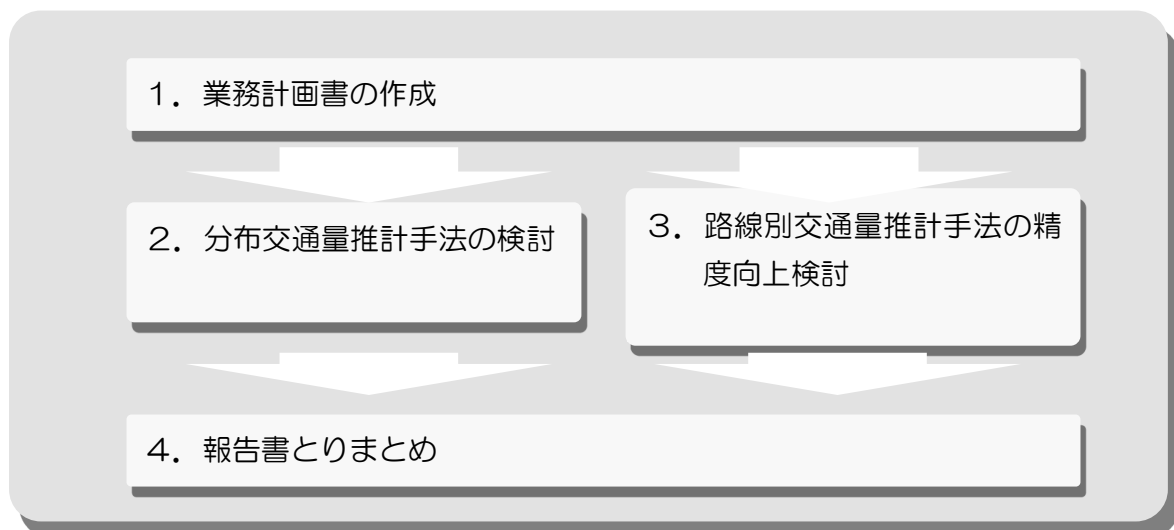 １．業務計画書の作成
２．分布交通量推計手法の検討
３．路線別交通量推計手法の精
度向上検討
４．報告書とりまとめ